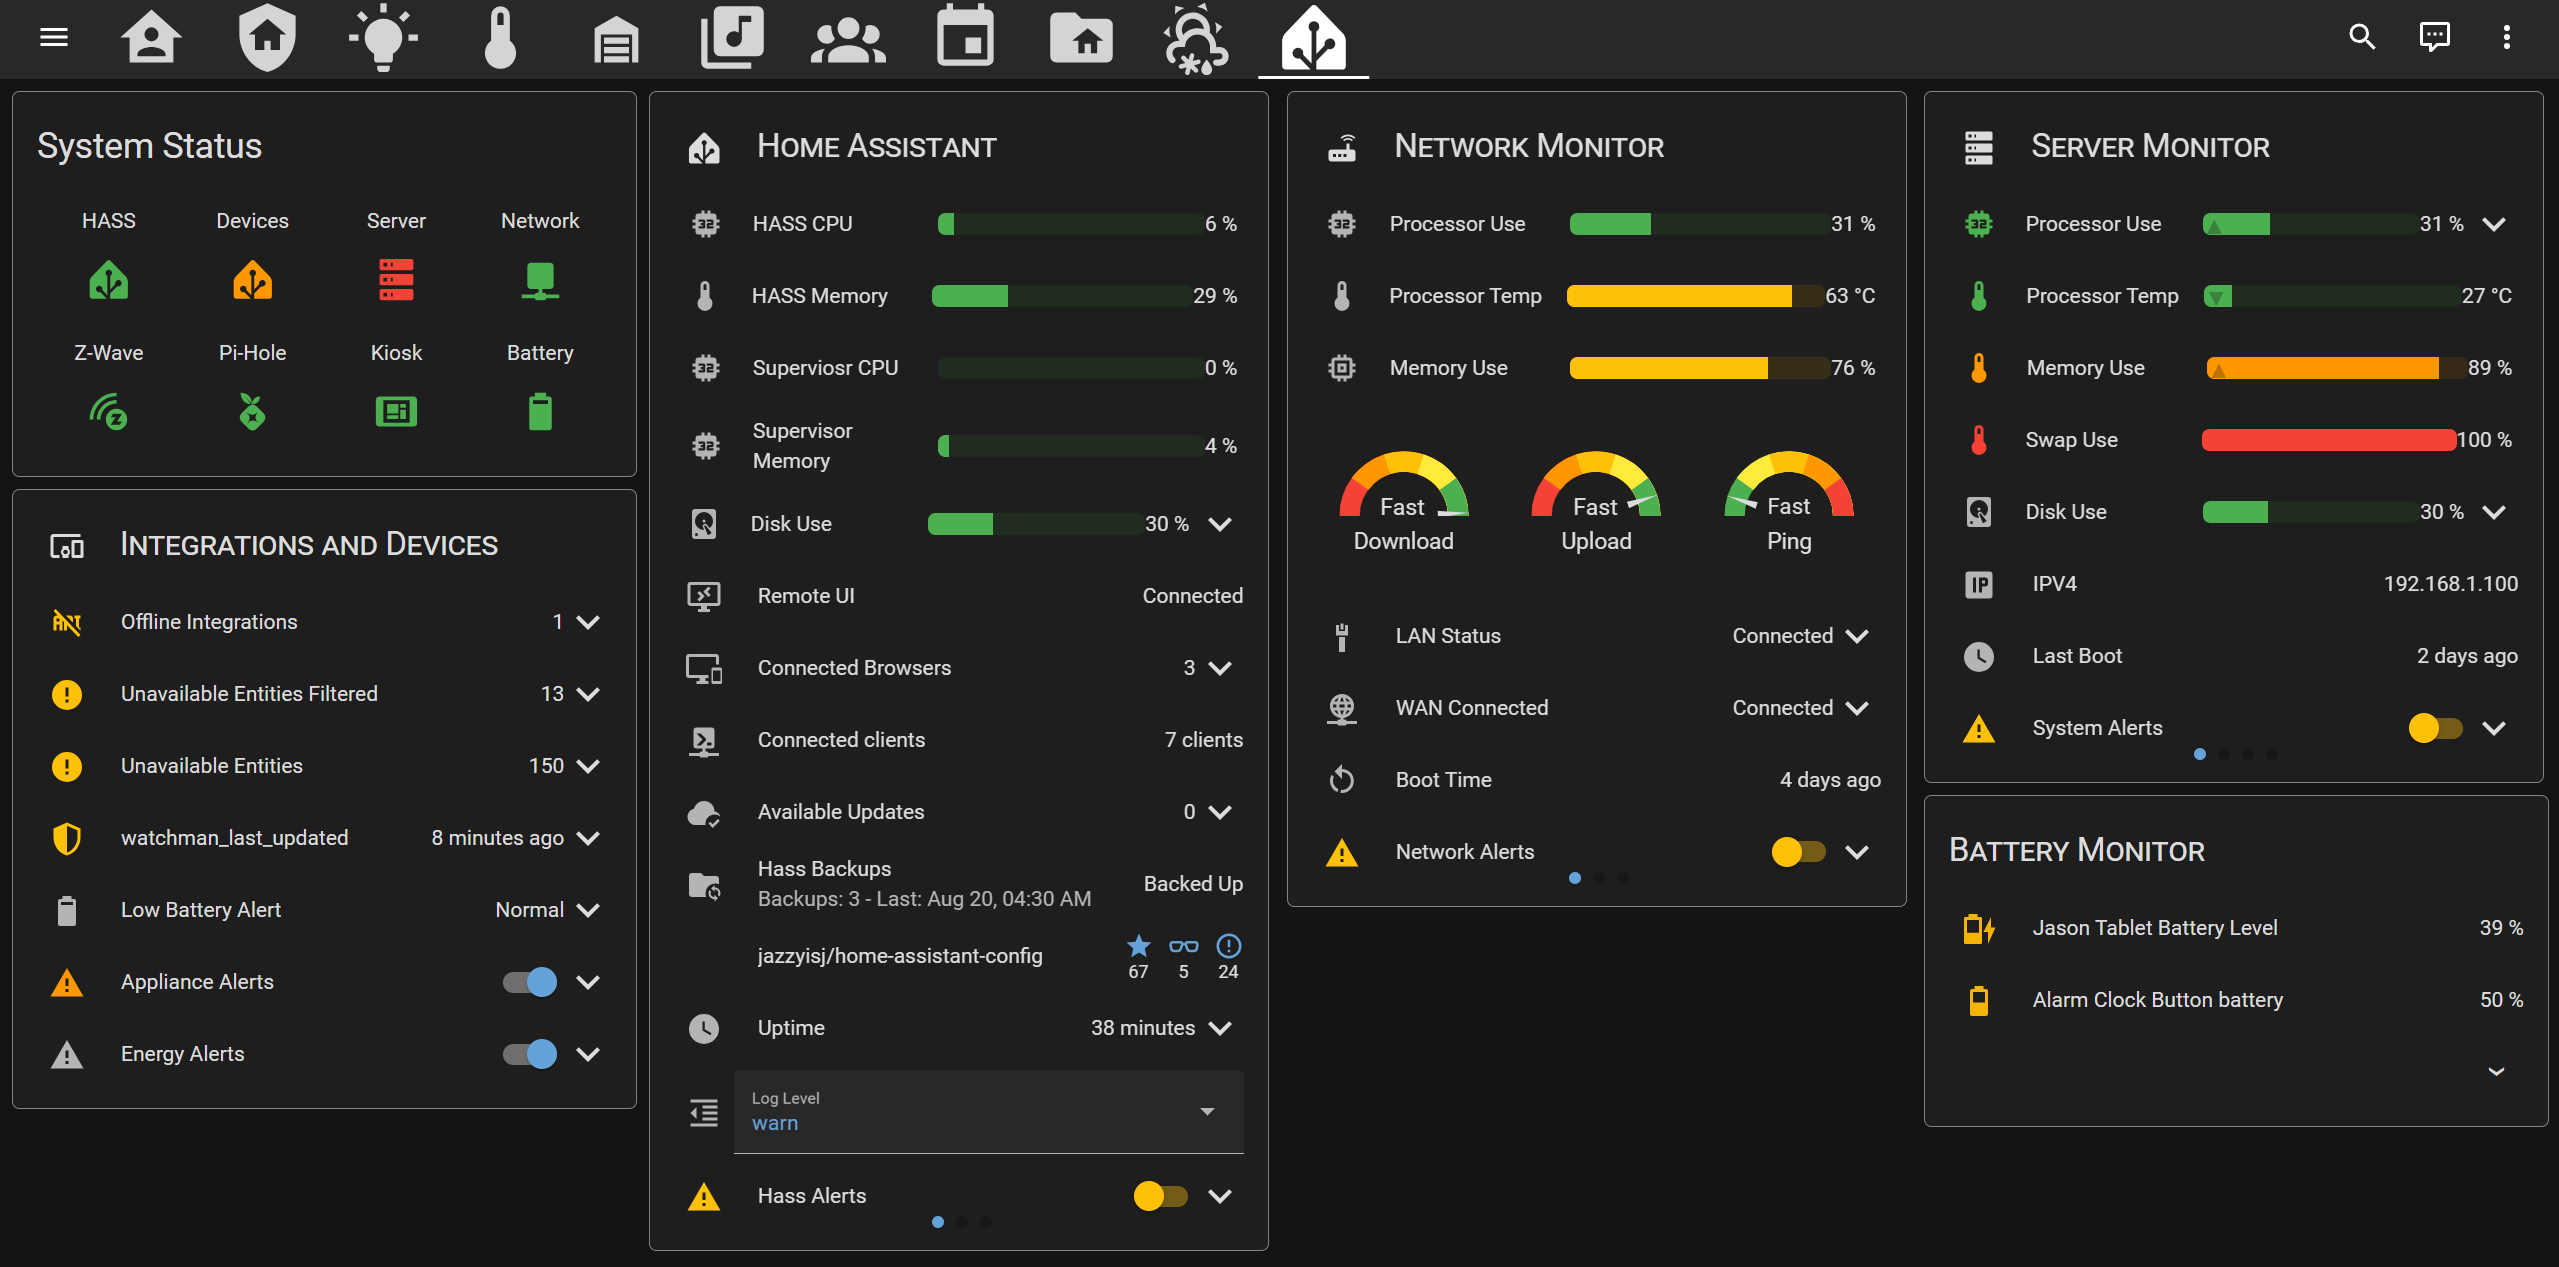 System Status
HASS
Devices
Server
Network
Z-Wave
Pi-Hole
Kiosk
Battery
Integrations and Devices
Offline Integrations 1
Unavailable Entities Filtered 13
Unavailable Entities 150
watchman_last_updated 8 minutes ago
Low Battery Alert Normal
Appliance Alerts
Energy Alerts
Home Assistant
HASS CPU 6 %
HASS Memory 29 %
Superviosr CPU 0 %
Supervisor
Memory
4 %
Disk Use 30 %
Remote UI Connected
Connected Browsers 3
Connected clients 7 clients
Available Updates 0
Hass Backups
Backups: 3 - Last: Aug 20, 04:30 AM
Backed Up
jazzyisj/home-assistant-config
67 5 24
Uptime 38 minutes
Log Level
warn
Hass Alerts
Network Monitor
Processor Use 31 %
Processor Temp 63 °C
Memory Use 76 %
Fast
Download
Fast
Upload
Fast
Ping
LAN Status Connected
WAN Connected Connected
Boot Time 4 days ago
Network Alerts
Server Monitor
Processor Use 31 %
Processor Temp 27 °C
Memory Use 89 %
Swap Use 100 %
Disk Use 30 %
IP IPV4 192.168.1.100
Last Boot 2 days ago
System Alerts
Battery Monitor
Jason Tablet Battery Level 39 %
Alarm Clock Button battery 50 %